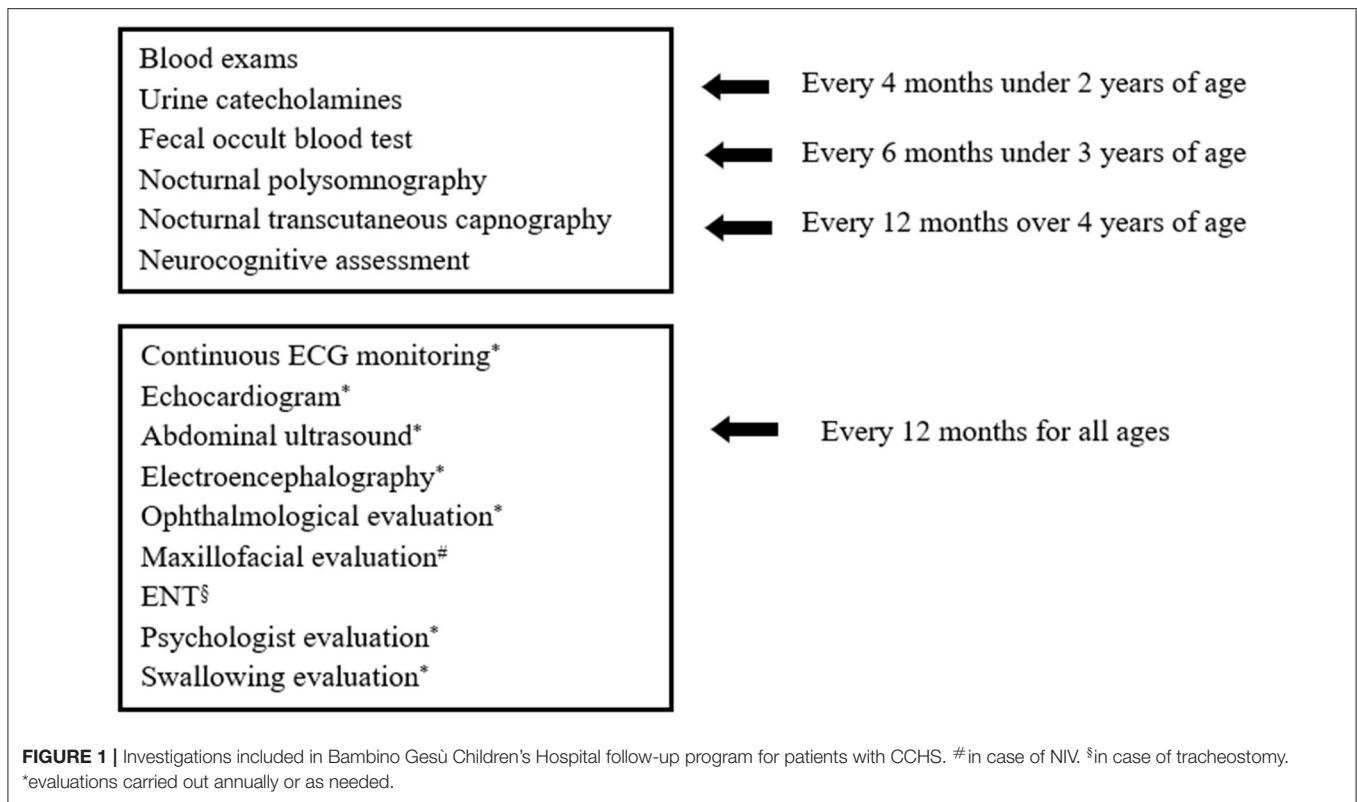 Blood exams
Urine catecholamines
Fecal occult blood test
Nocturnal polysomnography
Nocturnal transcutaneous capnography
Neurocognitive assessment
Every 4 months under 2 years of age
Every 6 months under 3 years of age
Every 12 months over 4 years of age
Continuous ECG monitoring*
Echocardiogram*
Abdominal ultrasound*
Electroencephalography*
Ophthalmological evaluation*
Maxillofacial evaluation#
ENT§
Psychologist evaluation*
Swallowing evaluation*
Every 12 months for all ages
FIGURE 1 | Investigations included in Bambino Gesù Children's Hospital follow-up program for patients with CCHS. #in case of NIV. §in case of tracheostomy.
*evaluations carried out annually or as needed.